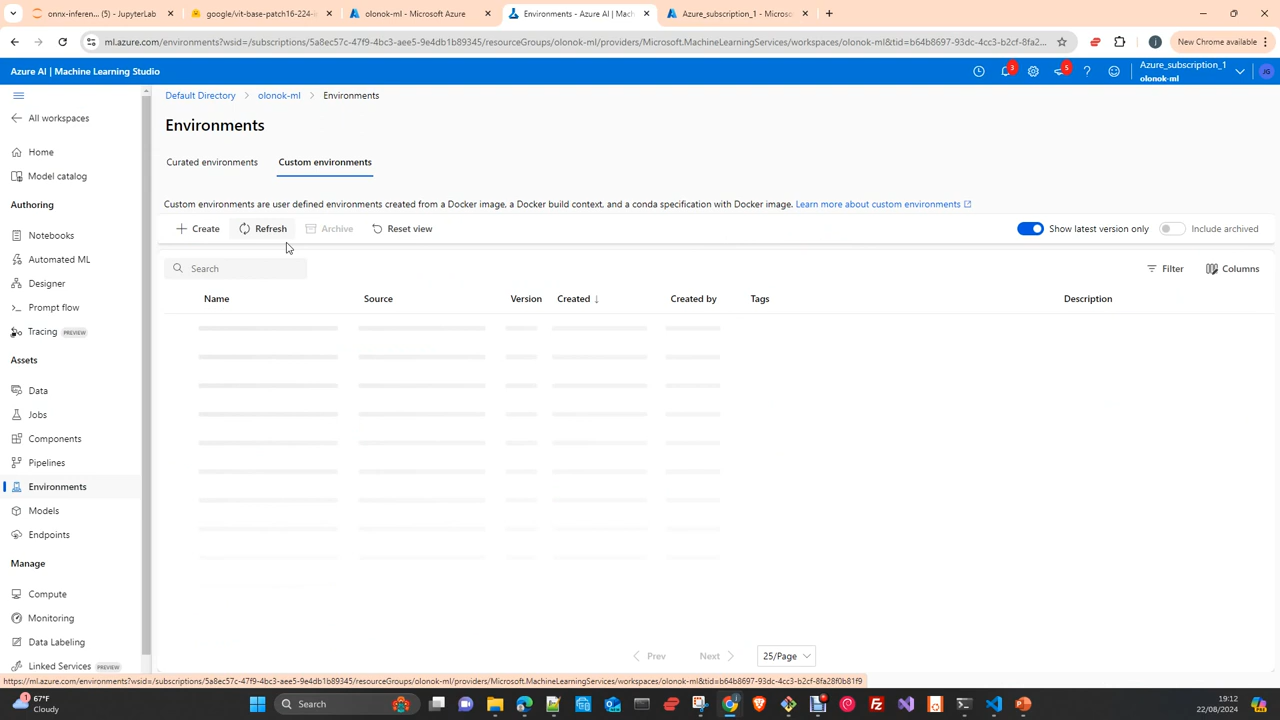 onnx-inferen... (5) - JupyterLab
google/vit-base-patch16-224-i
olonok-ml - Microsoft Azure
Environments - Azure AI | Mach
Azure_subscription_1 - Microso
ml.azure.com/environments?wsid=/subscriptions/5a8ec57c-47f9-4bc3-aee5-9e4db1b89345/resourceGroups/olonok-ml/providers/Microsoft.MachineLearningServices/workspaces/olonok-ml&tid=b64b8697-93dc-4cc3-b2cf-8fa2...
New Chrome available
Azure AI | Machine Learning Studio
3
5
Azure_subscription_1
olonok-ml
JG
All workspaces
Home
Model catalog
Authoring
Notebooks
Automated ML
Designer
Prompt flow
Tracing PREVIEW
Assets
Data
Jobs
Components
Pipelines
Environments
Models
Endpoints
Manage
Compute
Monitoring
Data Labeling
Linked Services PREVIEW
Default Directory > olonok-ml > Environments
Environments
Curated environments Custom environments
Custom environments are user defined environments created from a Docker image, a Docker build context, and a conda specification with Docker image. Learn more about custom environments
Create Refresh Archive Reset view Show latest version only Include archived
Search Filter Columns
Name Source Version Created ↓ Created by Tags Description
Prev Next 25/Page
https://ml.azure.com/environments?wsid=/subscriptions/5a8ec57c-47f9-4bc3-aee5-9e4db1b89345/resourceGroups/olonok-ml/providers/Microsoft.MachineLearningServices/workspaces/olonok-ml&tid=b64b8697-93dc-4cc3-b2cf-8fa28f0b81f9
67°F
Cloudy
Search
19:12
22/08/2024